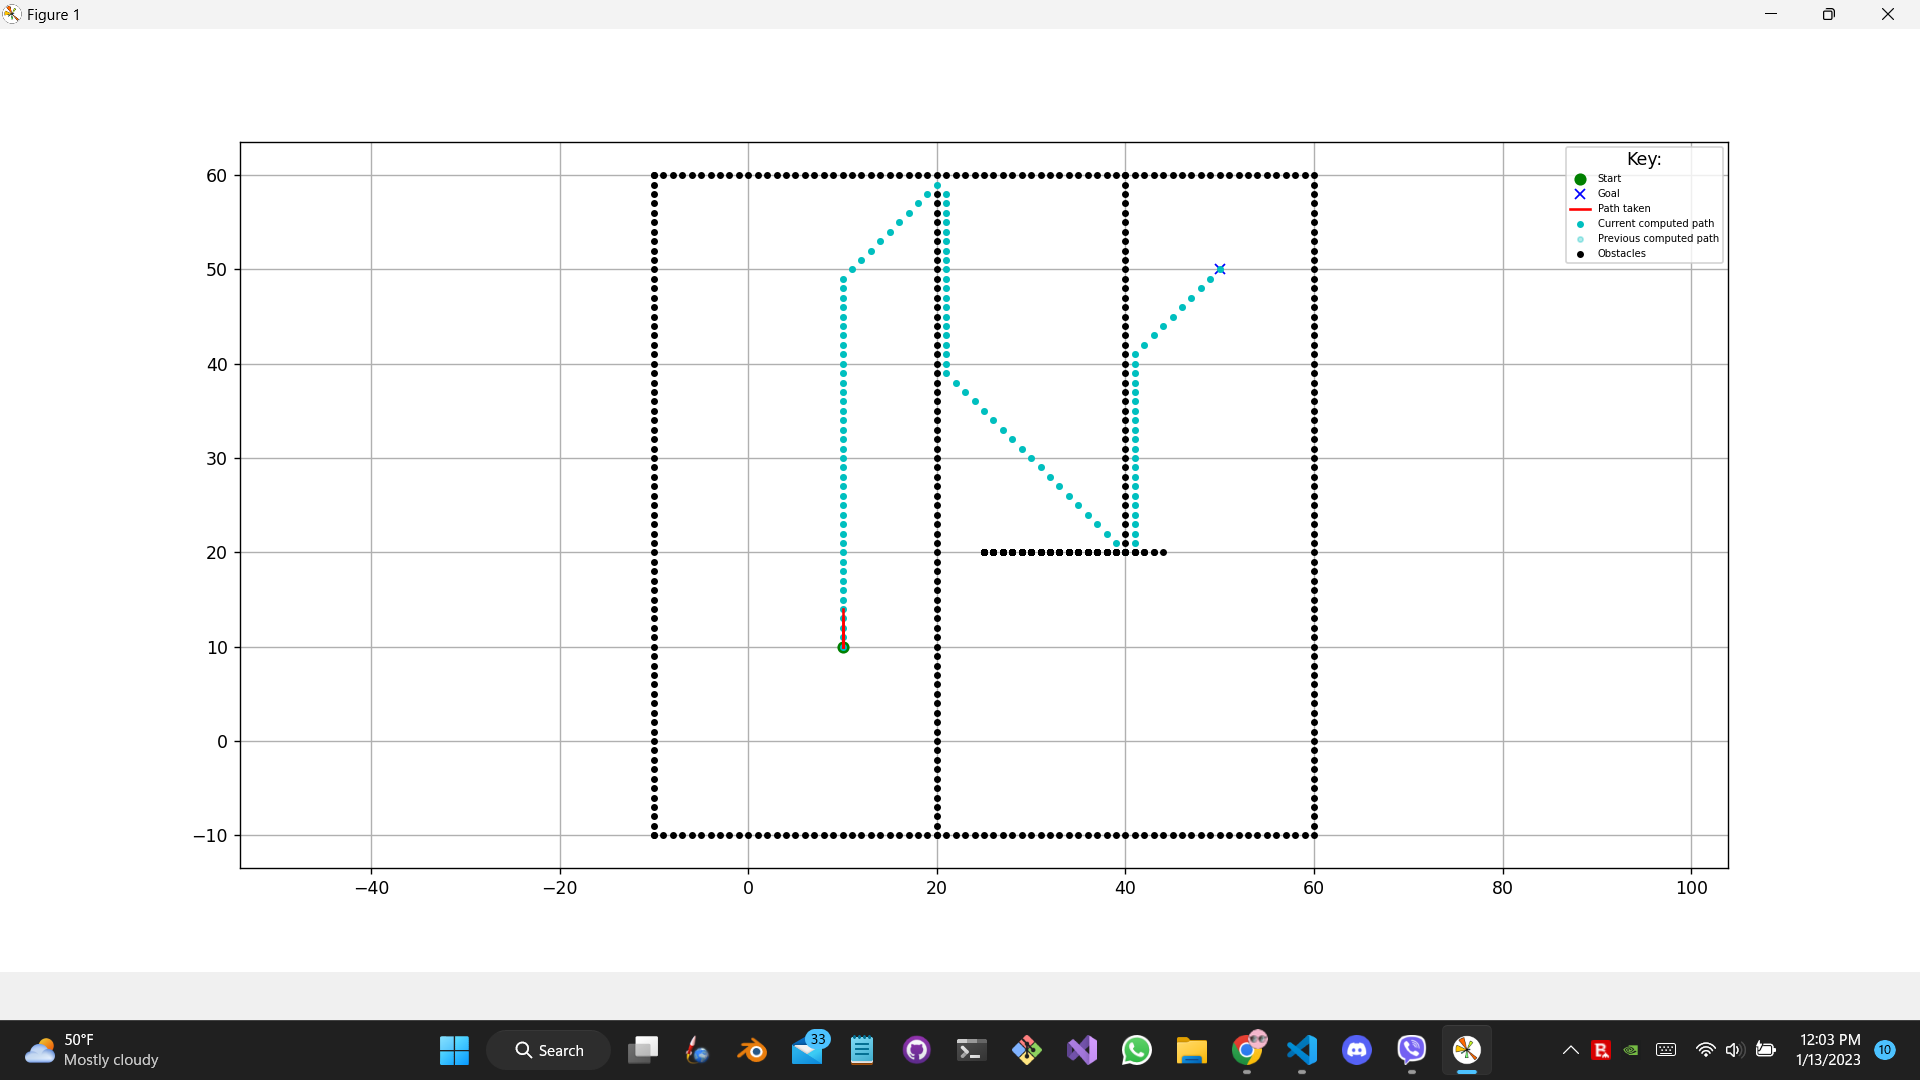 Figure 1
60
50
40
30
20
10
0
−10
−40
−20
0
20
40
60
80
100
Key:
Start
Goal
Path taken
Current computed path
Previous computed path
Obstacles
50°F
Mostly cloudy
Search
33
12:03 PM
1/13/2023
10